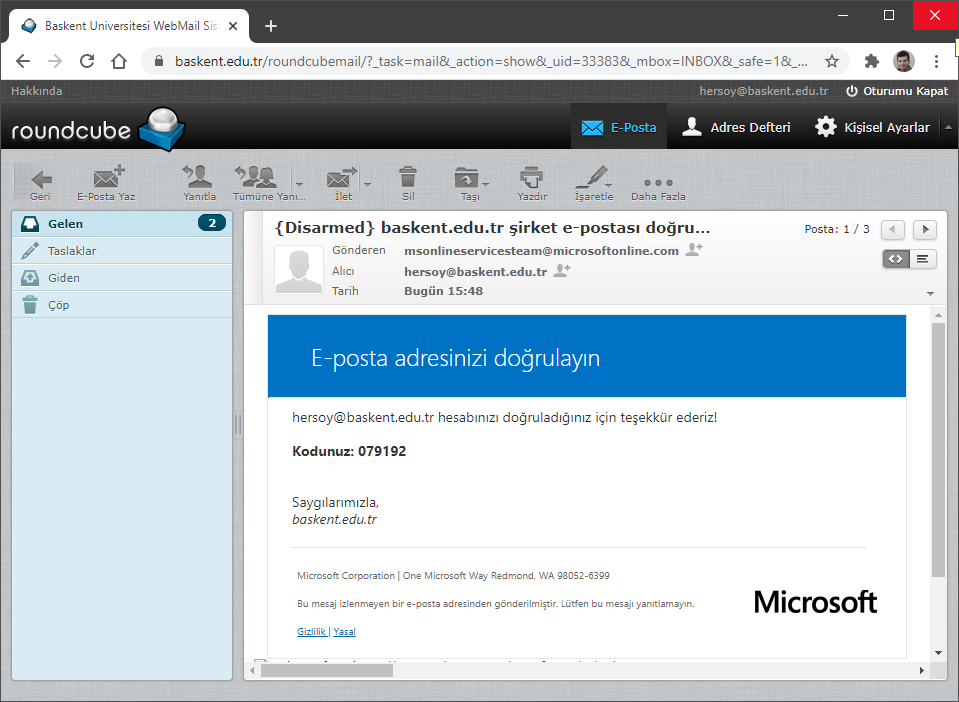 Baskent Universitesi WebMail Sis
baskent.edu.tr/roundcubemail/?_task=mail&_action=show&_uid=33383&_mbox=INBOX&_safe=1&_...
Hakkında
hersoy@baskent.edu.tr
Oturumu Kapat
roundcube
E-Posta
Adres Defteri
Kişisel Ayarlar
Geri
E-Posta Yaz
Yanıtla
Tümüne Yanı...
İlet
Sil
Taşı
Yazdır
İşaretle
Daha Fazla
Gelen 2
Taslaklar
Giden
Çöp
{Disarmed} baskent.edu.tr şirket e-postası doğru...
Posta: 1 / 3
Gönderen msonlineservicesteam@microsoftonline.com
Alıcı hersoy@baskent.edu.tr
Tarih Bugün 15:48
E-posta adresinizi doğrulayın
hersoy@baskent.edu.tr hesabınızı doğruladığınız için teşekkür ederiz!
Kodunuz: 079192
Saygılarımızla,
baskent.edu.tr
Microsoft Corporation | One Microsoft Way Redmond, WA 98052-6399
Bu mesaj izlenmeyen bir e-posta adresinden gönderilmiştir. Lütfen bu mesajı yanıtlamayın.
Gizlilik | Yasal
Microsoft